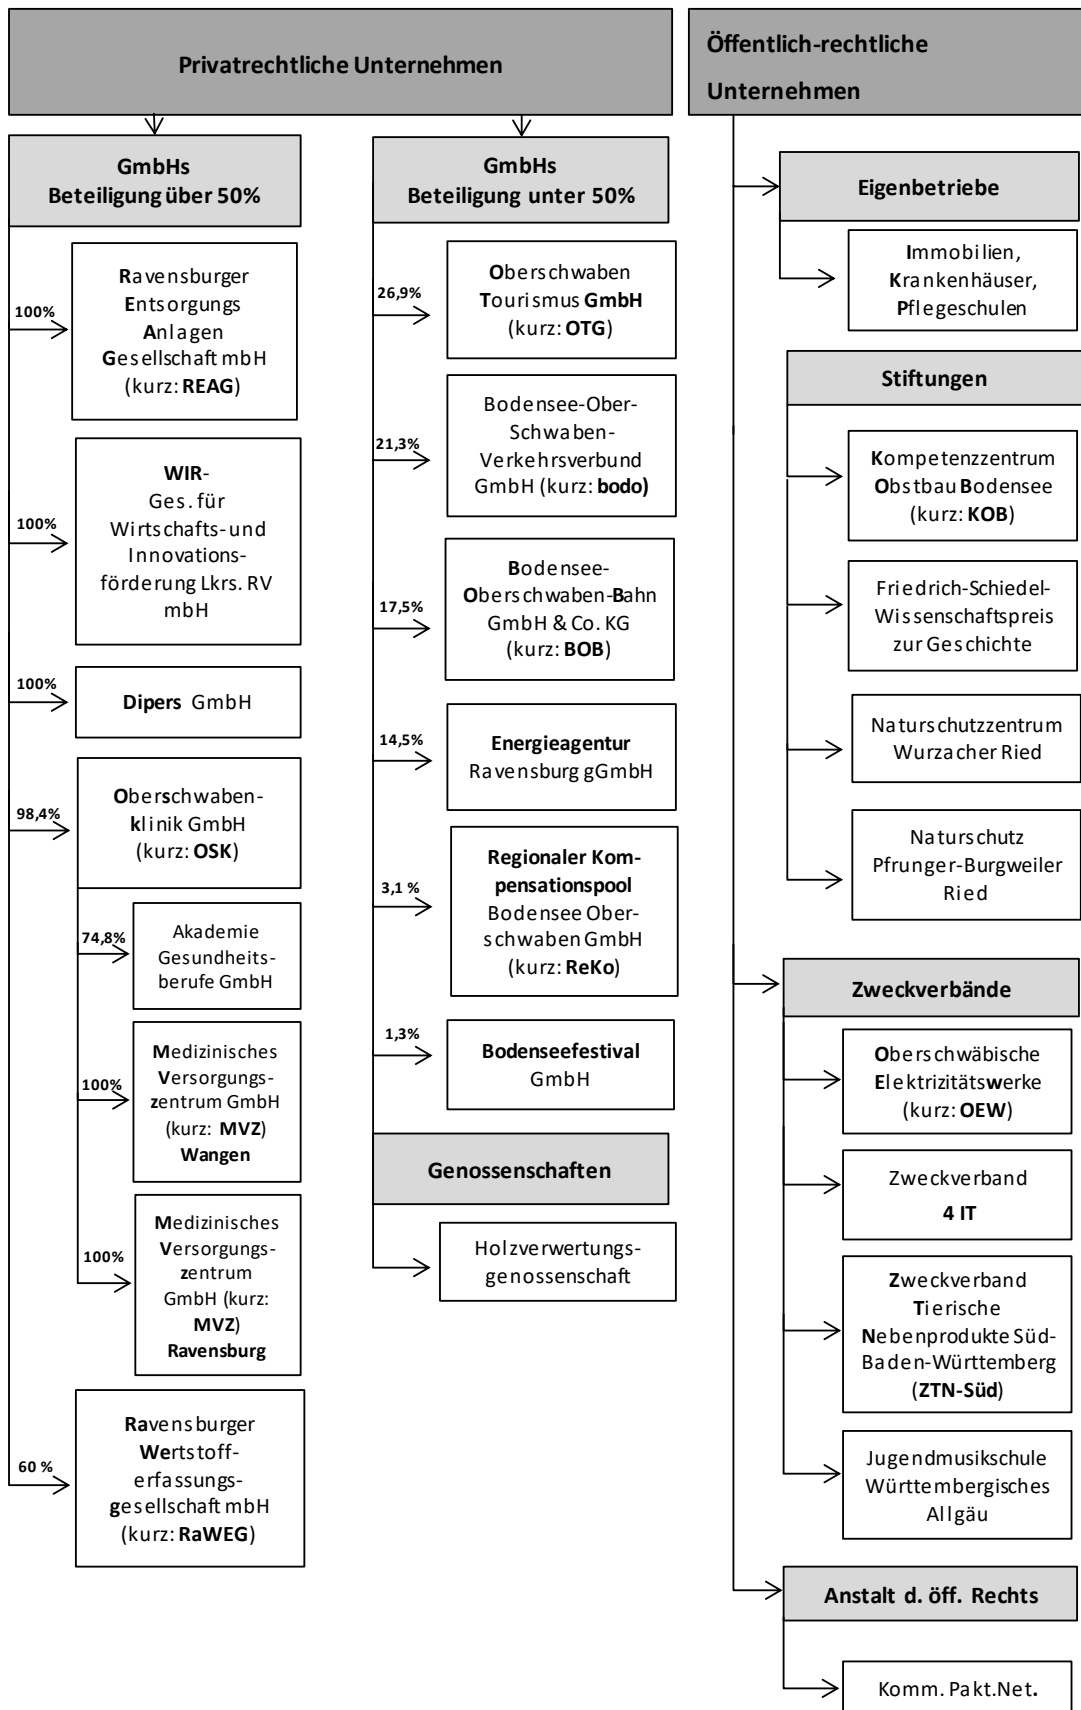 Privatrechtliche Unternehmen
GmbHs
Beteiligung über 50%
100%
Ravensburger
Entsorgungs
Anlagen
Gesellschaft mbH
(kurz: REAG)
100%
WIR-
Ges. für
Wirtschafts- und
Innovations-
förderung Lkrs. RV
mbH
100%
Dipers GmbH
98,4%
Oberschwaben-
klinik GmbH
(kurz: OSK)
74,8%
Akademie
Gesundheits-
berufe GmbH
100%
Medizinisches
Versorgungs-
zentrum GmbH
(kurz: MVZ)
Wangen
100%
Medizinisches
Versorgungs-
zentrum
GmbH (kurz:
MVZ)
Ravensburg
60 %
Ravensburger
Wertstoff-
erfassungs-
gesellschaft mbH
(kurz: RaWEG)
GmbHs
Beteiligung unter 50%
26,9%
Oberschwaben
Tourismus GmbH
(kurz: OTG)
21,3%
Bodensee-Ober-
Schwaben-
Verkehrsverbund
GmbH (kurz: bodo)
17,5%
Bodensee-
Oberschwaben-Bahn
GmbH & Co. KG
(kurz: BOB)
14,5%
Energieagentur
Ravensburg gGmbH
3,1 %
Regionaler Kom-
pensationspool
Bodensee Ober-
schwaben GmbH
(kurz: ReKo)
1,3%
Bodenseefestival
GmbH
Genossenschaften
Holzverwertungs-
genossenschaft
Öffentlich-rechtliche
Unternehmen
Eigenbetriebe
Immobilien,
Krankenhäuser,
Pflegeschulen
Stiftungen
Kompetenzzentrum
Obstbau Bodensee
(kurz: KOB)
Friedrich-Schiedel-
Wissenschaftspreis
zur Geschichte
Naturschutzzentrum
Wurzacher Ried
Naturschutz
Pfrunger-Burgweiler
Ried
Zweckverbände
Oberschwäbische
Elektrizitätswerke
(kurz: OEW)
Zweckverband
4 IT
Zweckverband
Tierische
Nebenprodukte Süd-
Baden-Württemberg
(ZTN-Süd)
Jugendmusikschule
Württembergisches
Allgäu
Anstalt d. öff. Rechts
Komm. Pakt.Net.